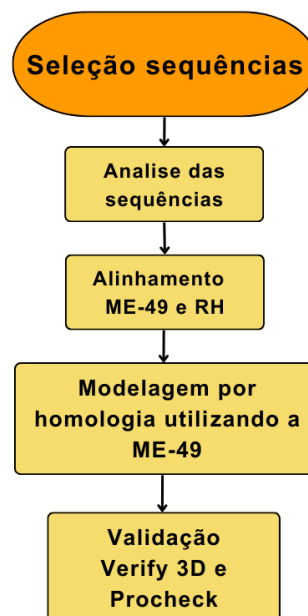 Seleção sequências
Analise das
sequências
Alinhamento
ME-49 e RH
Modelagem por
homologia utilizando a
ME-49
Validação
Verify 3D e
Procheck